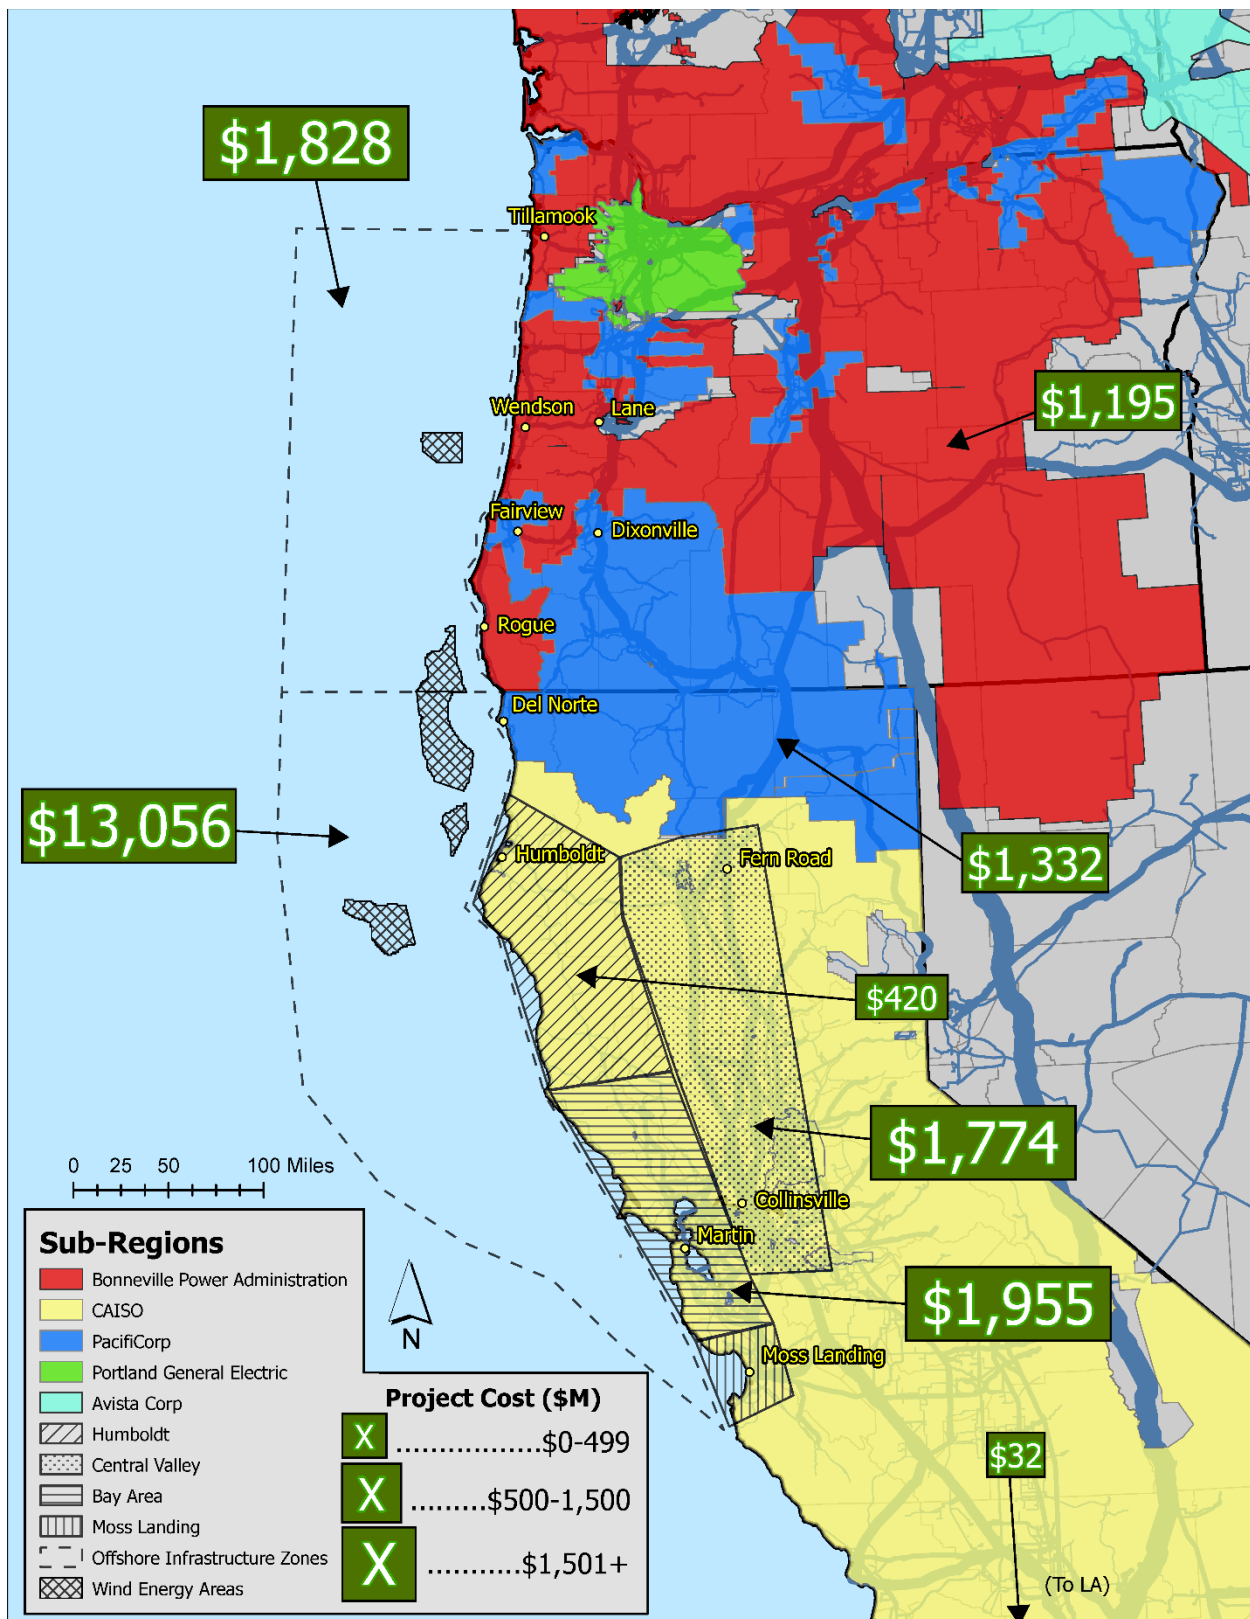 $1,828
Tillamook
$1,195
Wendson
Lane
Fairview
Dixonville
Rogue
Del Norte
$13,056
$1,332
Humboldt
Fern Road
$420
$1,774
0 25 50 100 Miles
Collinsville
Martin
$1,955
Moss Landing
$32
(To LA)
N
Sub-Regions
Bonneville Power Administration
CAISO
PacifiCorp
Portland General Electric
Avista Corp
Humboldt
Central Valley
Bay Area
Moss Landing
Offshore Infrastructure Zones
Wind Energy Areas
Project Cost ($M)
X ..................$0-499
X .........$500-1,500
X ...........$1,501+